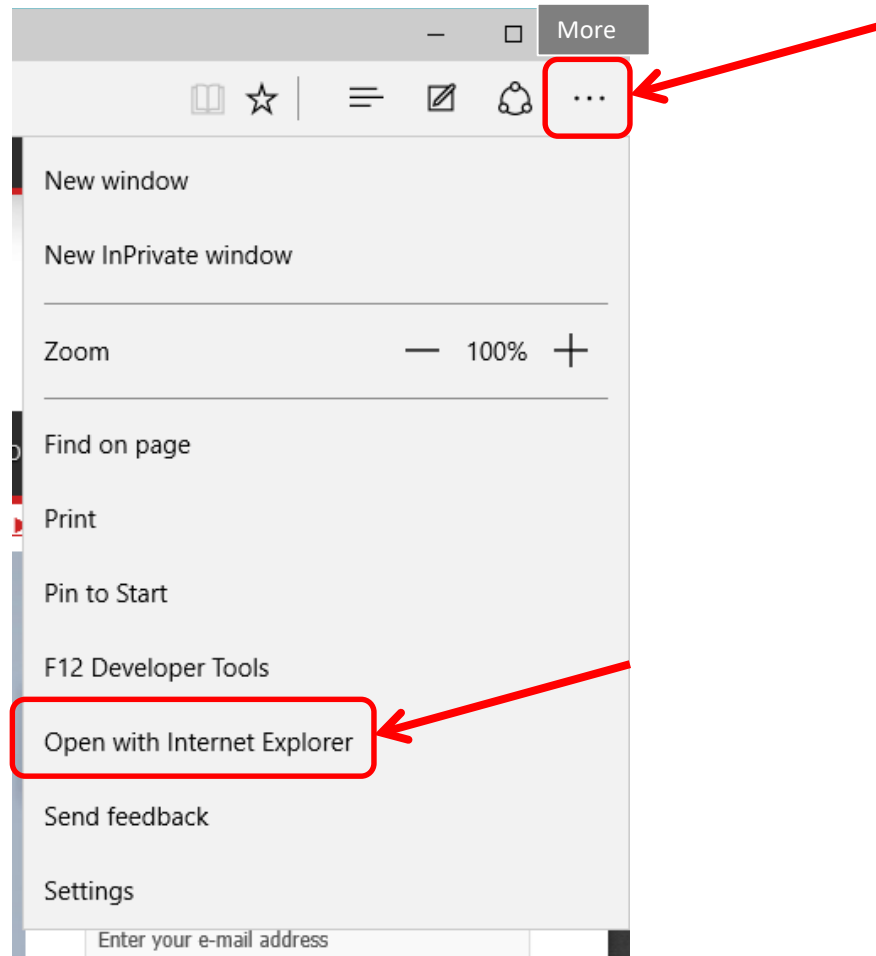 More
New window
New InPrivate window
Zoom
100%
Find on page
Print
Pin to Start
F12 Developer Tools
Open with Internet Explorer
Send feedback
Settings
Enter your e-mail address